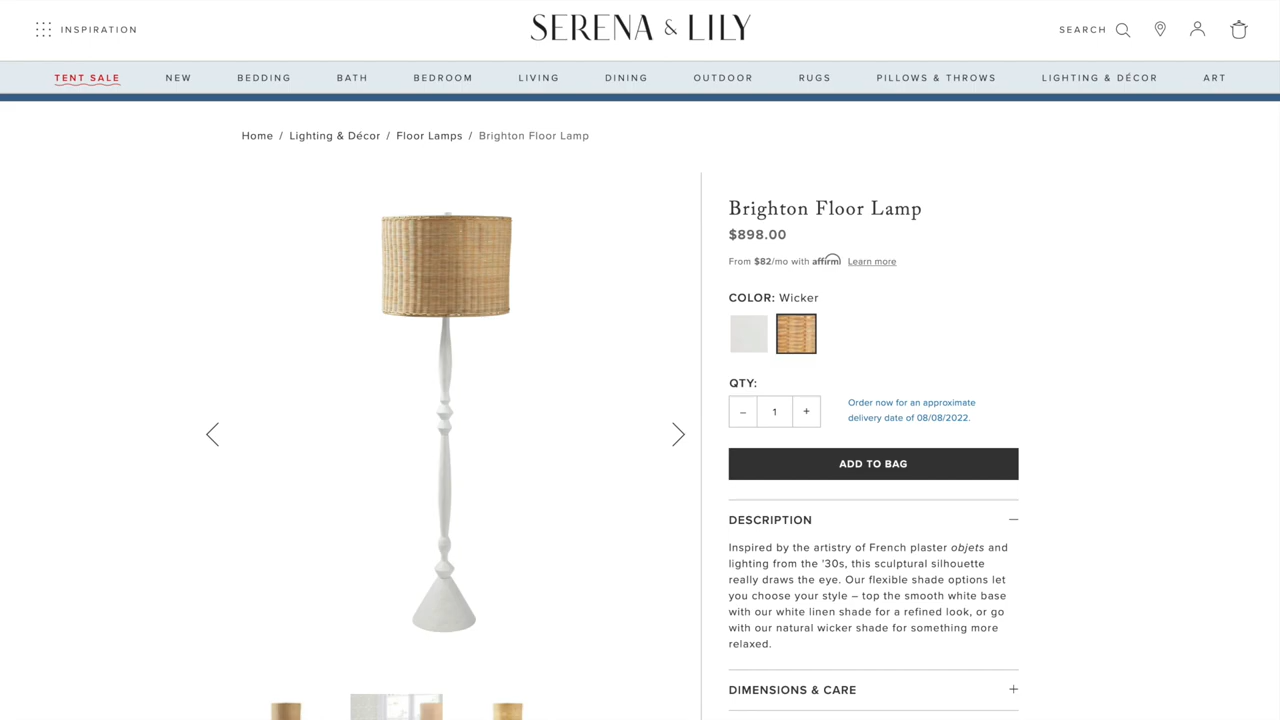 INSPIRATION
SERENA & LILY
SEARCH
TENT SALE NEW BEDDING BATH BEDROOM LIVING DINING OUTDOOR RUGS PILLOWS & THROWS LIGHTING & DÉCOR ART
Home / Lighting & Décor / Floor Lamps / Brighton Floor Lamp
Brighton Floor Lamp
$898.00
From $82/mo with affirm Learn more
COLOR: Wicker
QTY:
– 1 +
Order now for an approximate
delivery date of 08/08/2022.
ADD TO BAG
DESCRIPTION –
Inspired by the artistry of French plaster objets and
lighting from the '30s, this sculptural silhouette
really draws the eye. Our flexible shade options let
you choose your style – top the smooth white base
with our white linen shade for a refined look, or go
with our natural wicker shade for something more
relaxed.
DIMENSIONS & CARE +